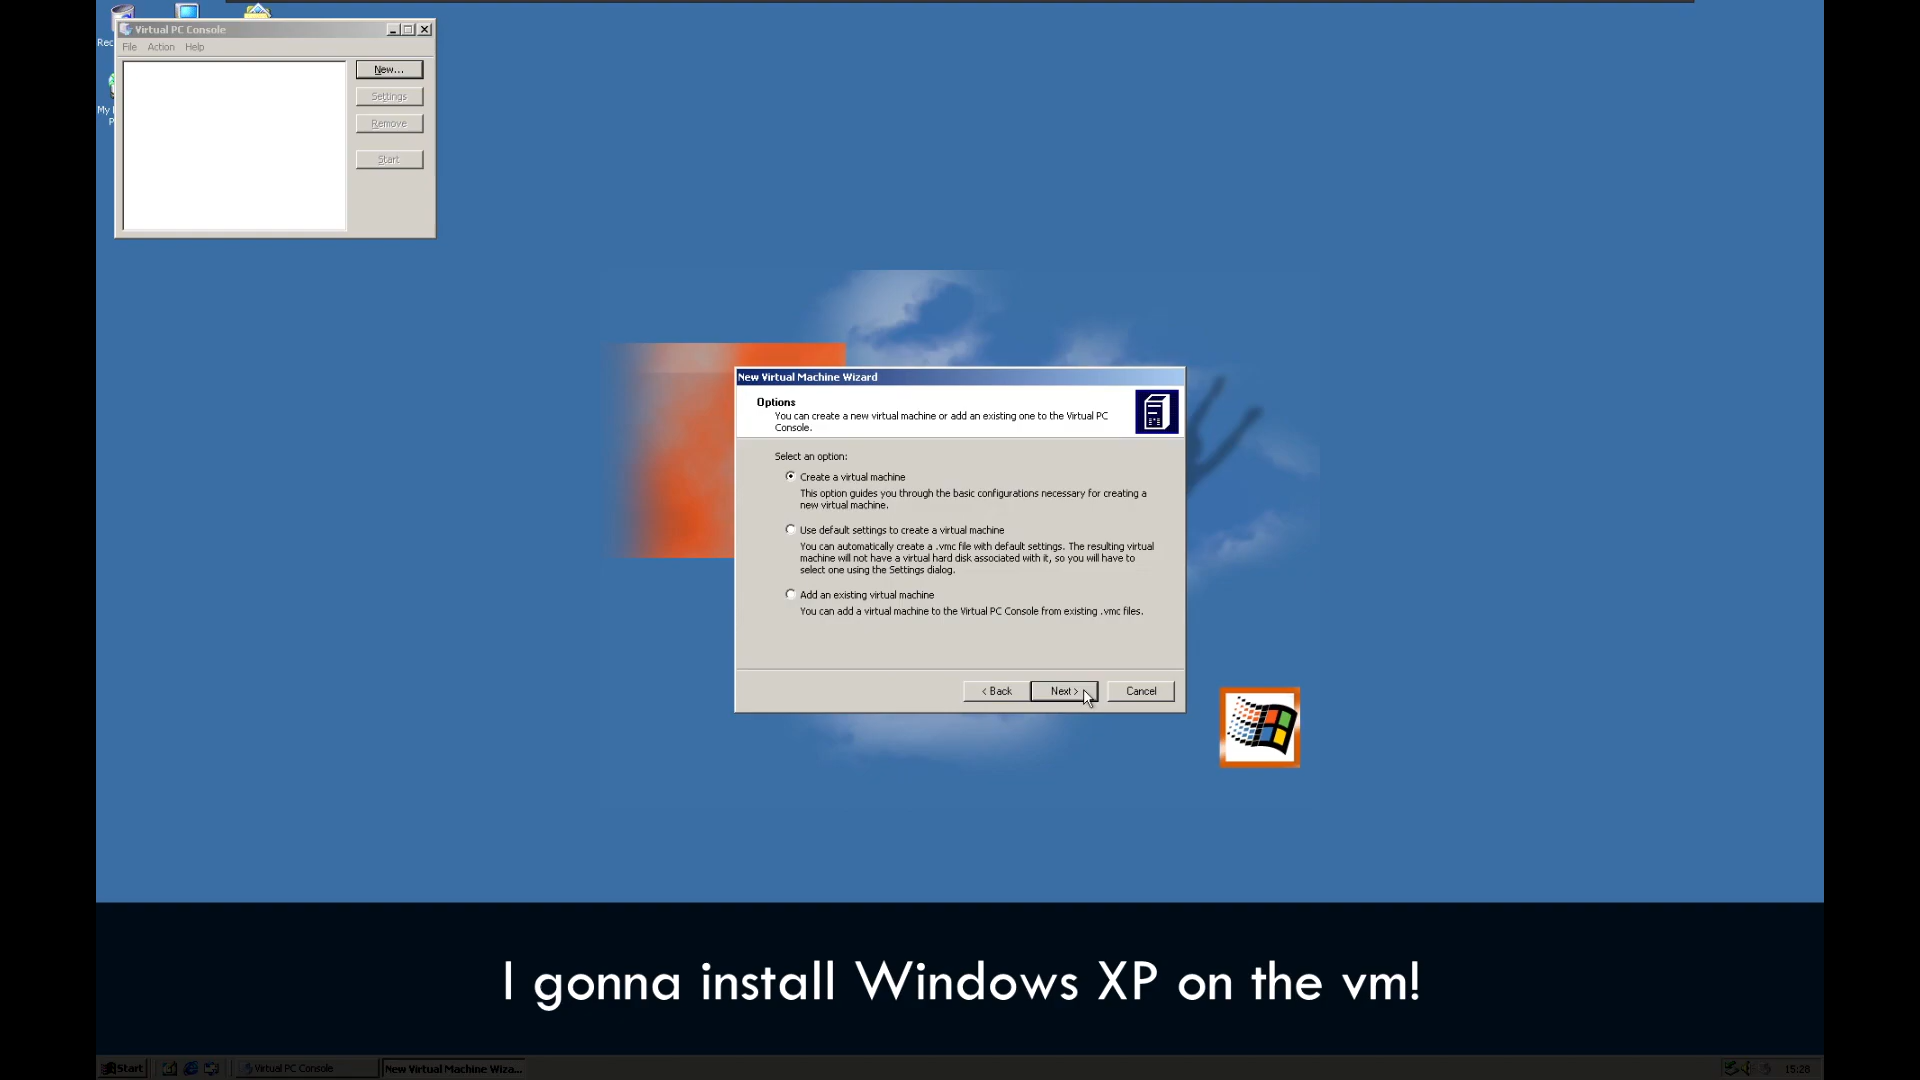 Virtual PC Console
File Action Help
New...
Settings
Remove
Start
Rec
My
P
New Virtual Machine Wizard
Options
You can create a new virtual machine or add an existing one to the Virtual PC
Console.
Select an option:
Create a virtual machine
This option guides you through the basic configurations necessary for creating a
new virtual machine.
Use default settings to create a virtual machine
You can automatically create a .vmc file with default settings. The resulting virtual
machine will not have a virtual hard disk associated with it, so you will have to
select one using the Settings dialog.
Add an existing virtual machine
You can add a virtual machine to the Virtual PC Console from existing .vmc files.
< Back Next > Cancel
I gonna install Windows XP on the vm!
Start Virtual PC Console New Virtual Machine Wiza... 15:28